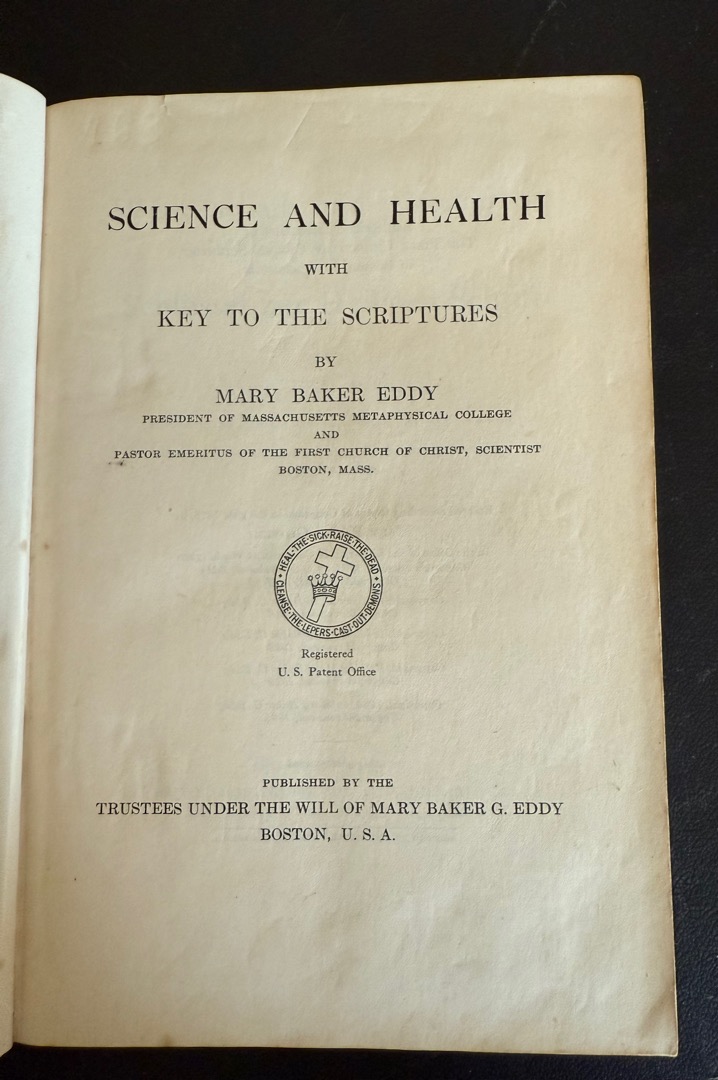 SCIENCE AND HEALTH
WITH
KEY TO THE SCRIPTURES
BY
MARY BAKER EDDY
PRESIDENT OF MASSACHUSETTS METAPHYSICAL COLLEGE
AND
PASTOR EMERITUS OF THE FIRST CHURCH OF CHRIST, SCIENTIST
BOSTON, MASS.
HEAL·THE·SICK·RAISE·THE·DEAD
CLEANSE·THE·LEPERS·CAST·OUT·DEMONS
Registered
U. S. Patent Office
PUBLISHED BY THE
TRUSTEES UNDER THE WILL OF MARY BAKER G. EDDY
BOSTON, U. S. A.